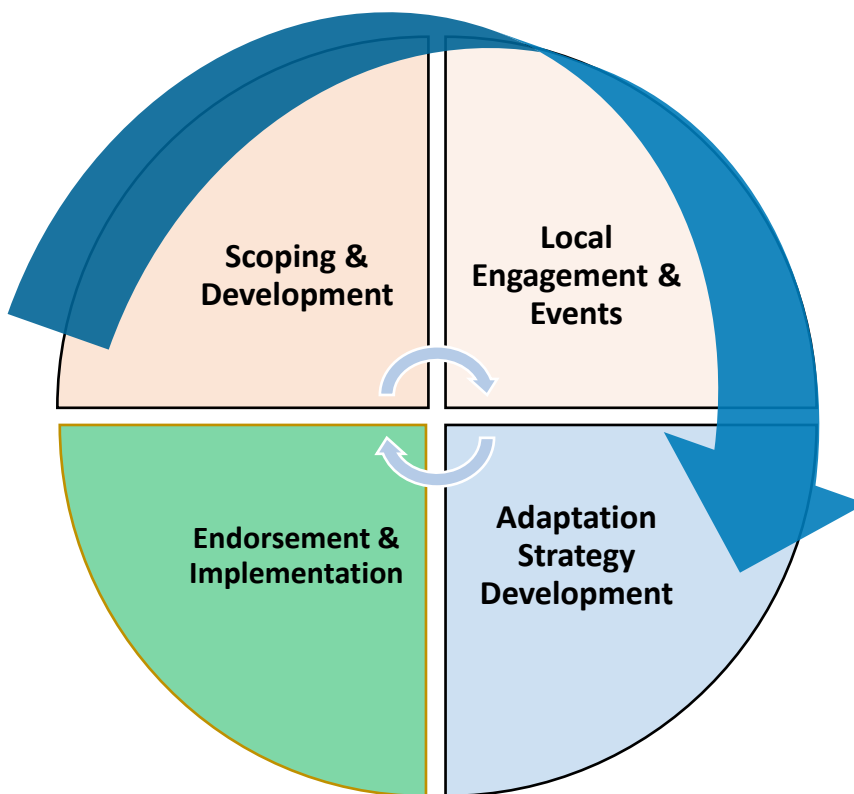 Scoping &
Development
Local
Engagement &
Events
Adaptation
Strategy
Development
Endorsement &
Implementation